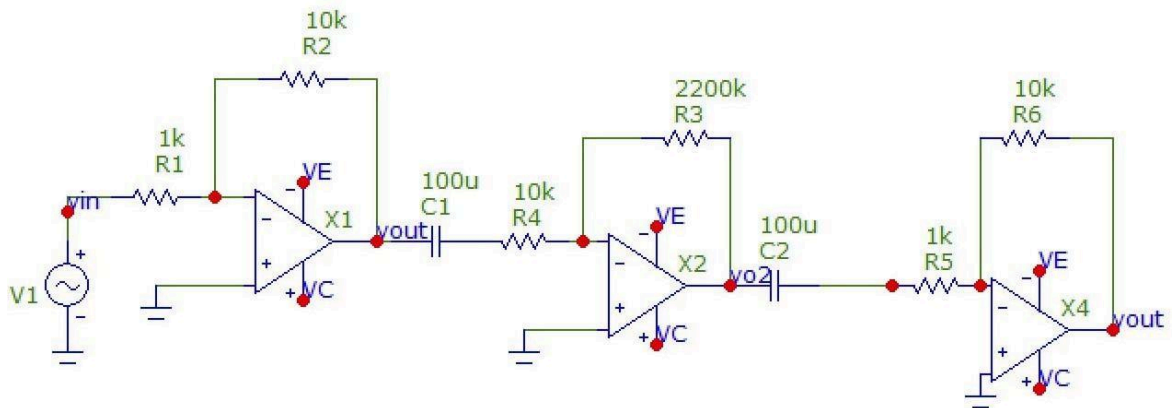 10k
R2
1k
R1
vin
+
V1
−
VE
−
−
X1
+
+
VC
vout
100u
C1
10k
R4
2200k
R3
VE
−
−
X2
+
+
VC
vo2
100u
C2
1k
R5
10k
R6
VE
−
−
X4
+
+
VC
vout